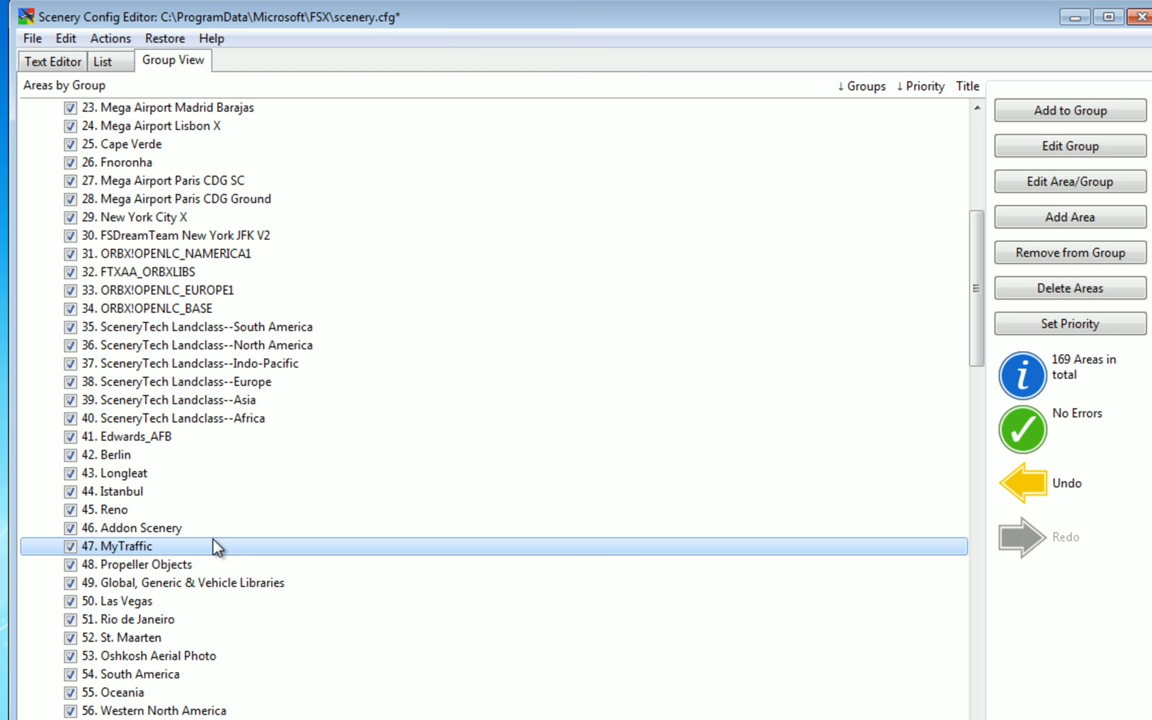 Scenery Config Editor: C:\ProgramData\Microsoft\FSX\scenery.cfg*
File Edit Actions Restore Help
Text Editor List Group View
Areas by Group ↓ Groups ↓ Priority Title
23. Mega Airport Madrid Barajas
24. Mega Airport Lisbon X
25. Cape Verde
26. Fnoronha
27. Mega Airport Paris CDG SC
28. Mega Airport Paris CDG Ground
29. New York City X
30. FSDreamTeam New York JFK V2
31. ORBX!OPENLC_NAMERICA1
32. FTXAA_ORBXLIBS
33. ORBX!OPENLC_EUROPE1
34. ORBX!OPENLC_BASE
35. SceneryTech Landclass--South America
36. SceneryTech Landclass--North America
37. SceneryTech Landclass--Indo-Pacific
38. SceneryTech Landclass--Europe
39. SceneryTech Landclass--Asia
40. SceneryTech Landclass--Africa
41. Edwards_AFB
42. Berlin
43. Longleat
44. Istanbul
45. Reno
46. Addon Scenery
47. MyTraffic
48. Propeller Objects
49. Global, Generic & Vehicle Libraries
50. Las Vegas
51. Rio de Janeiro
52. St. Maarten
53. Oshkosh Aerial Photo
54. South America
55. Oceania
56. Western North America
Add to Group
Edit Group
Edit Area/Group
Add Area
Remove from Group
Delete Areas
Set Priority
169 Areas in
total
No Errors
Undo
Redo